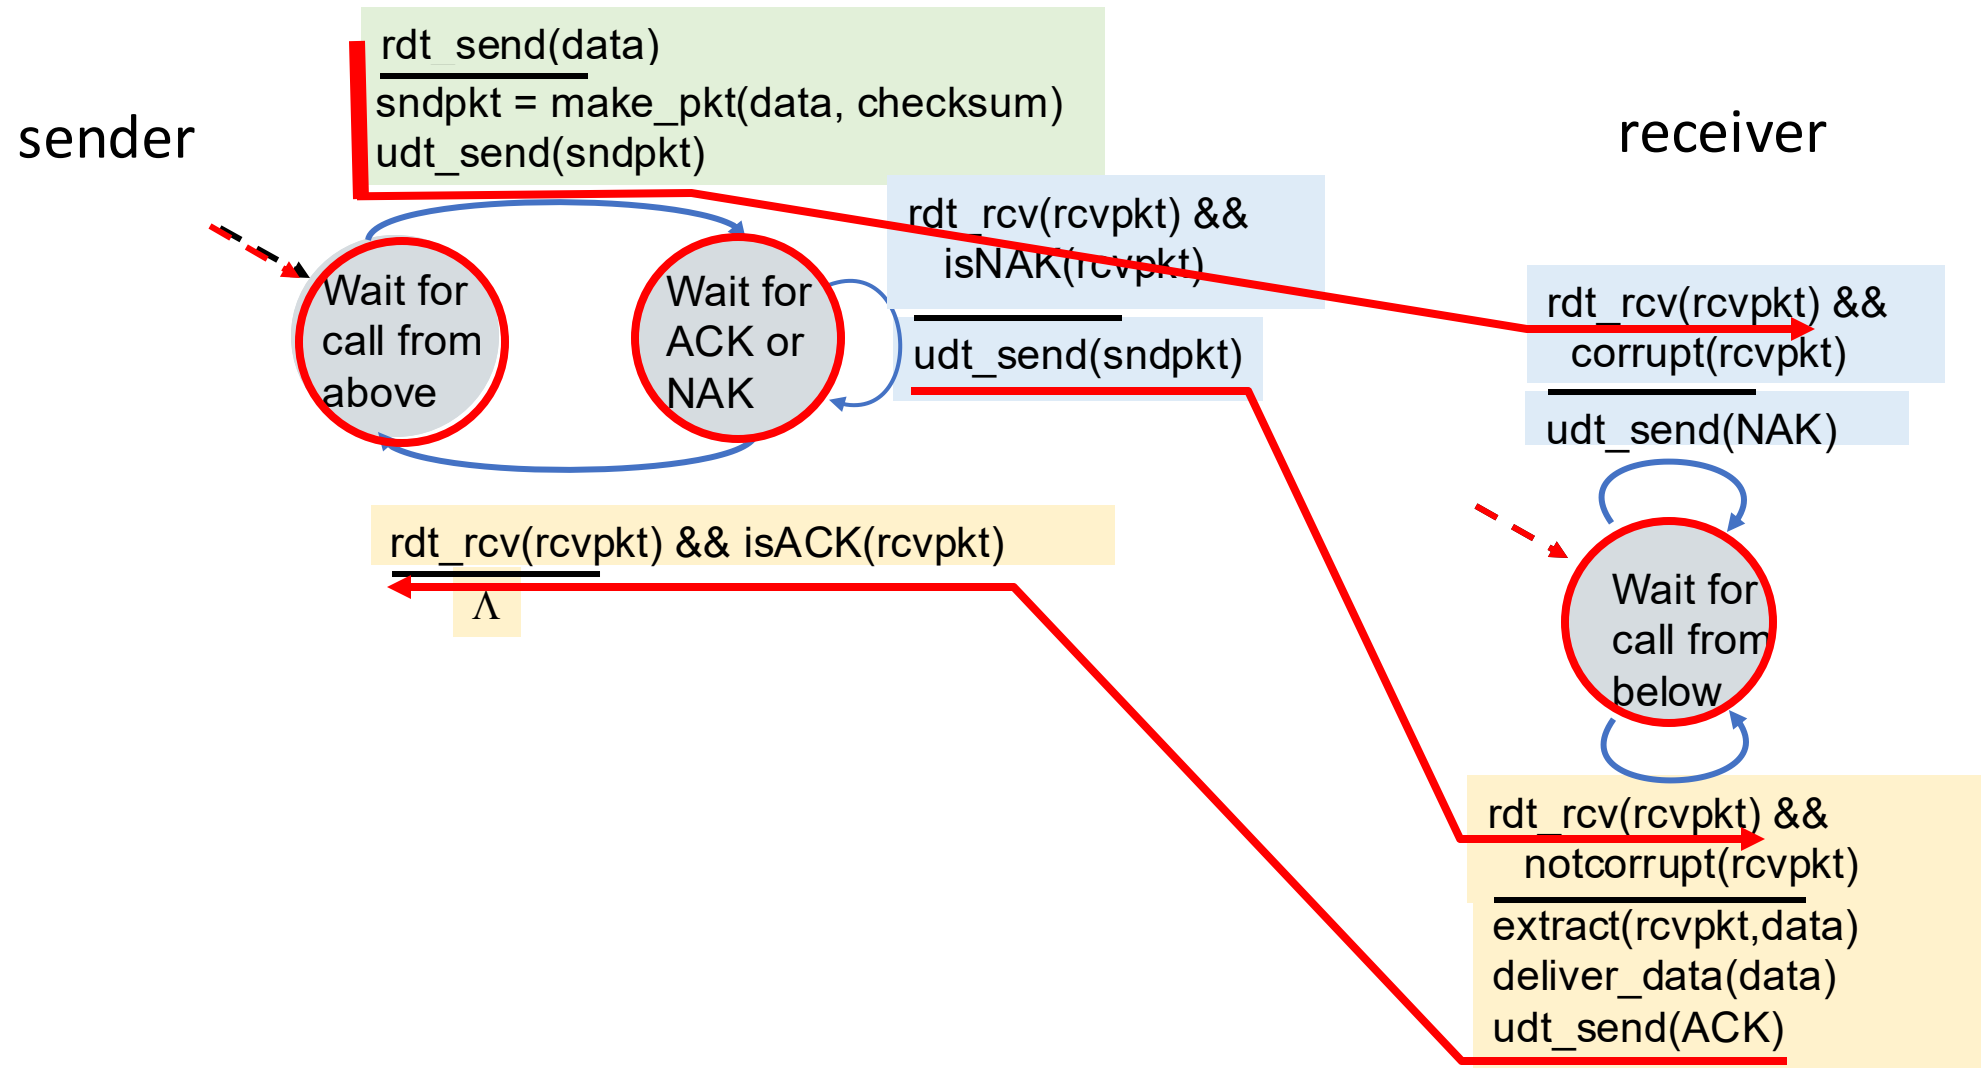 sender
rdt_send(data)
sndpkt = make_pkt(data, checksum)
udt_send(sndpkt)
Wait for
call from
above
Wait for
ACK or
NAK
rdt_rcv(rcvpkt) &&
isNAK(rcvpkt)
udt_send(sndpkt)
rdt_rcv(rcvpkt) && isACK(rcvpkt)
Λ
receiver
rdt_rcv(rcvpkt) &&
corrupt(rcvpkt)
udt_send(NAK)
Wait for
call from
below
rdt_rcv(rcvpkt) &&
notcorrupt(rcvpkt)
extract(rcvpkt,data)
deliver_data(data)
udt_send(ACK)